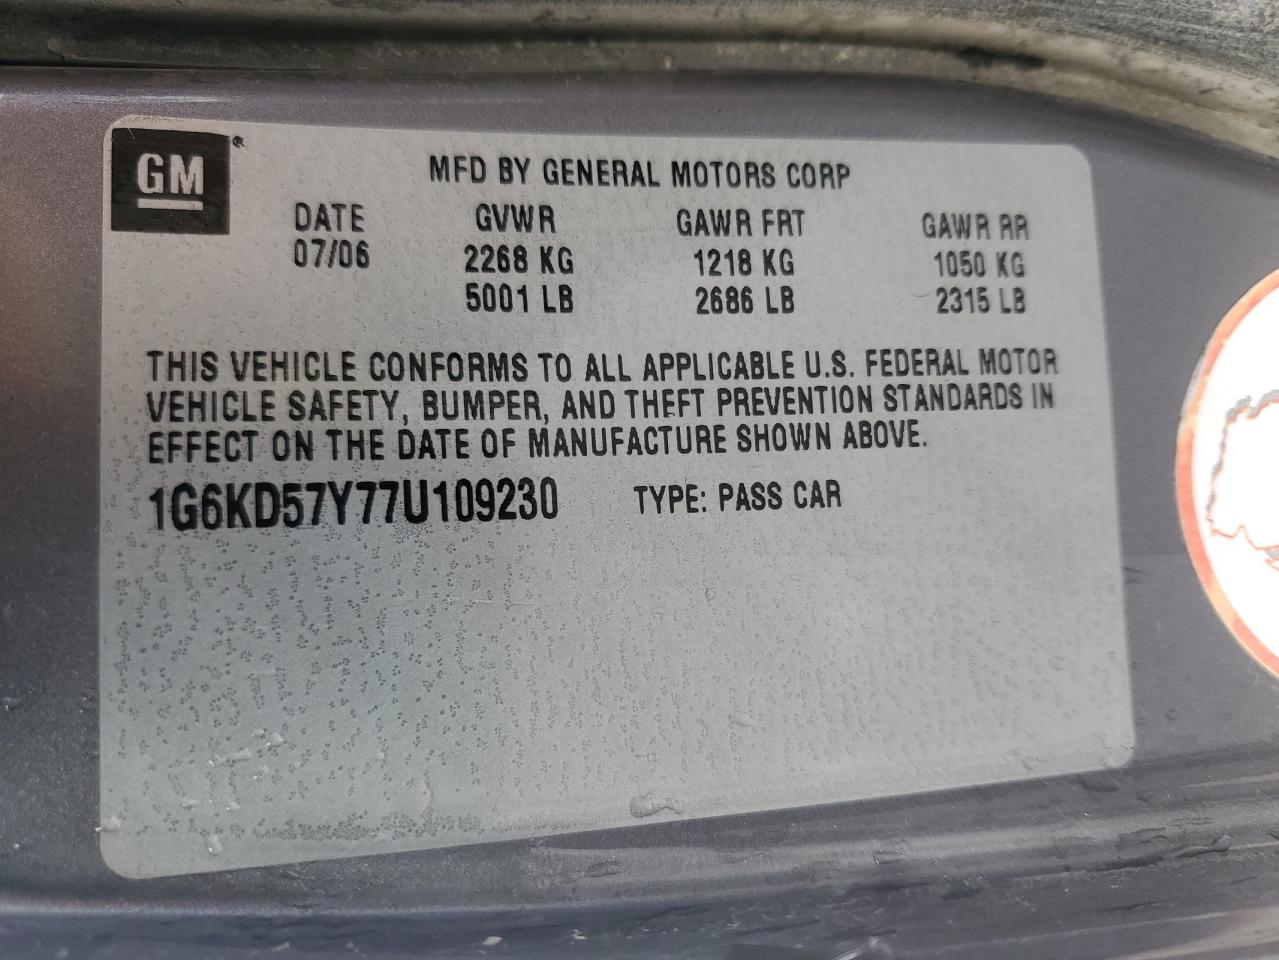 GM®
MFD BY GENERAL MOTORS CORP
DATE GVWR GAWR FRT GAWR RR
07/06 2268 KG 1218 KG 1050 KG
5001 LB 2686 LB 2315 LB
THIS VEHICLE CONFORMS TO ALL APPLICABLE U.S. FEDERAL MOTOR
VEHICLE SAFETY, BUMPER, AND THEFT PREVENTION STANDARDS IN
EFFECT ON THE DATE OF MANUFACTURE SHOWN ABOVE.
1G6KD57Y77U109230 TYPE: PASS CAR